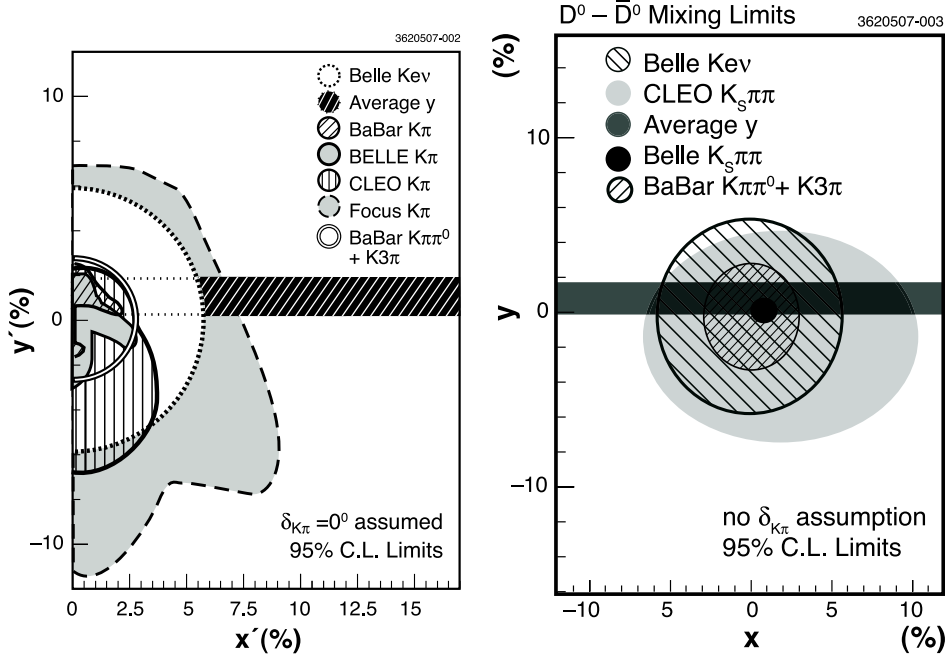 3620507-002
Belle Keν
Average y
BaBar Kπ
BELLE Kπ
CLEO Kπ
Focus Kπ
BaBar Kππ⁰
+ K3π
10
0
−10
y´(%)
δKπ =0⁰ assumed
95% C.L. Limits
0 2.5 5 7.5 10 12.5 15
x´(%)
D⁰ – D̅⁰ Mixing Limits
3620507-003
(%)
Belle Keν
CLEO Ksππ
Average y
Belle Ksππ
BaBar Kππ⁰+ K3π
10
y
0
−10
no δKπ assumption
95% C.L. Limits
−10 −5 0 5 10
x (%)